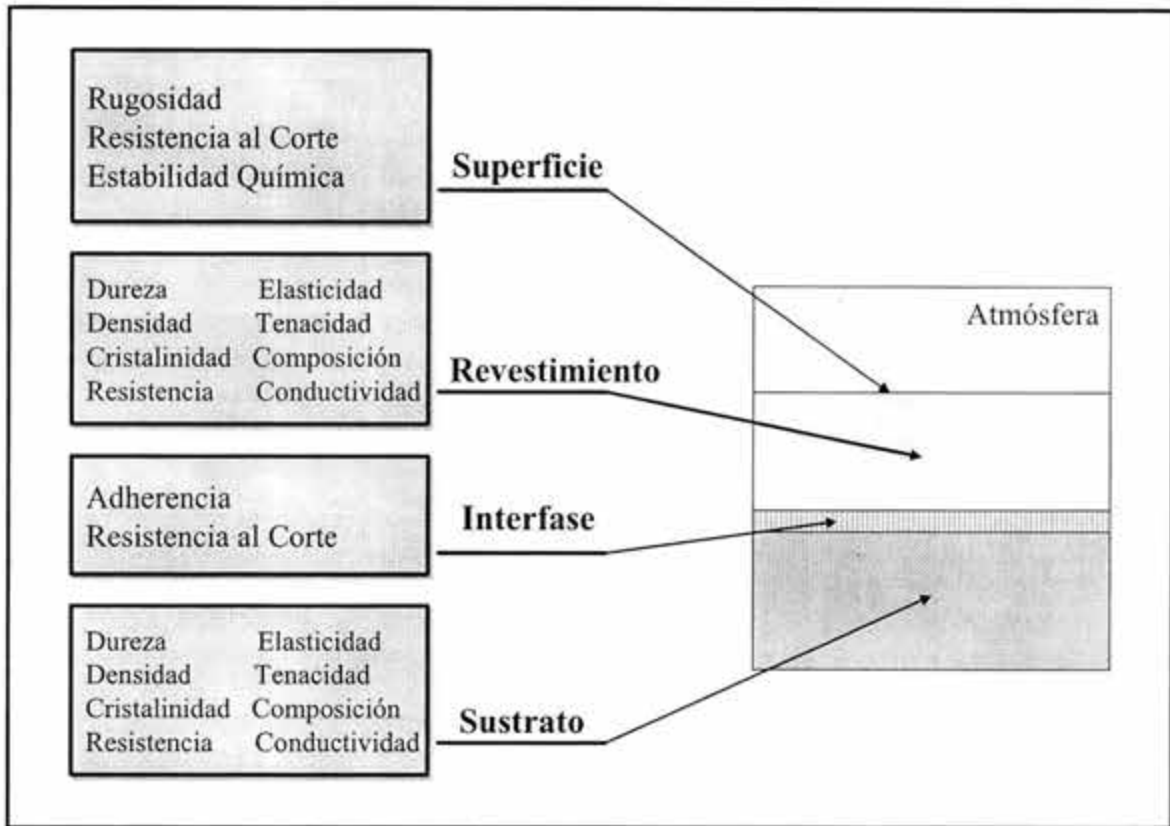 Rugosidad
Resistencia al Corte
Estabilidad Química
Superficie
Dureza Elasticidad
Densidad Tenacidad
Cristalinidad Composición
Resistencia Conductividad
Revestimiento
Adherencia
Resistencia al Corte
Interfase
Dureza Elasticidad
Densidad Tenacidad
Cristalinidad Composición
Resistencia Conductividad
Sustrato
Atmósfera